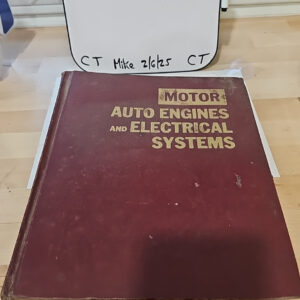 CT Mike 2/6/25 CT
MOTOR
AUTO ENGINES
AND ELECTRICAL
SYSTEMS